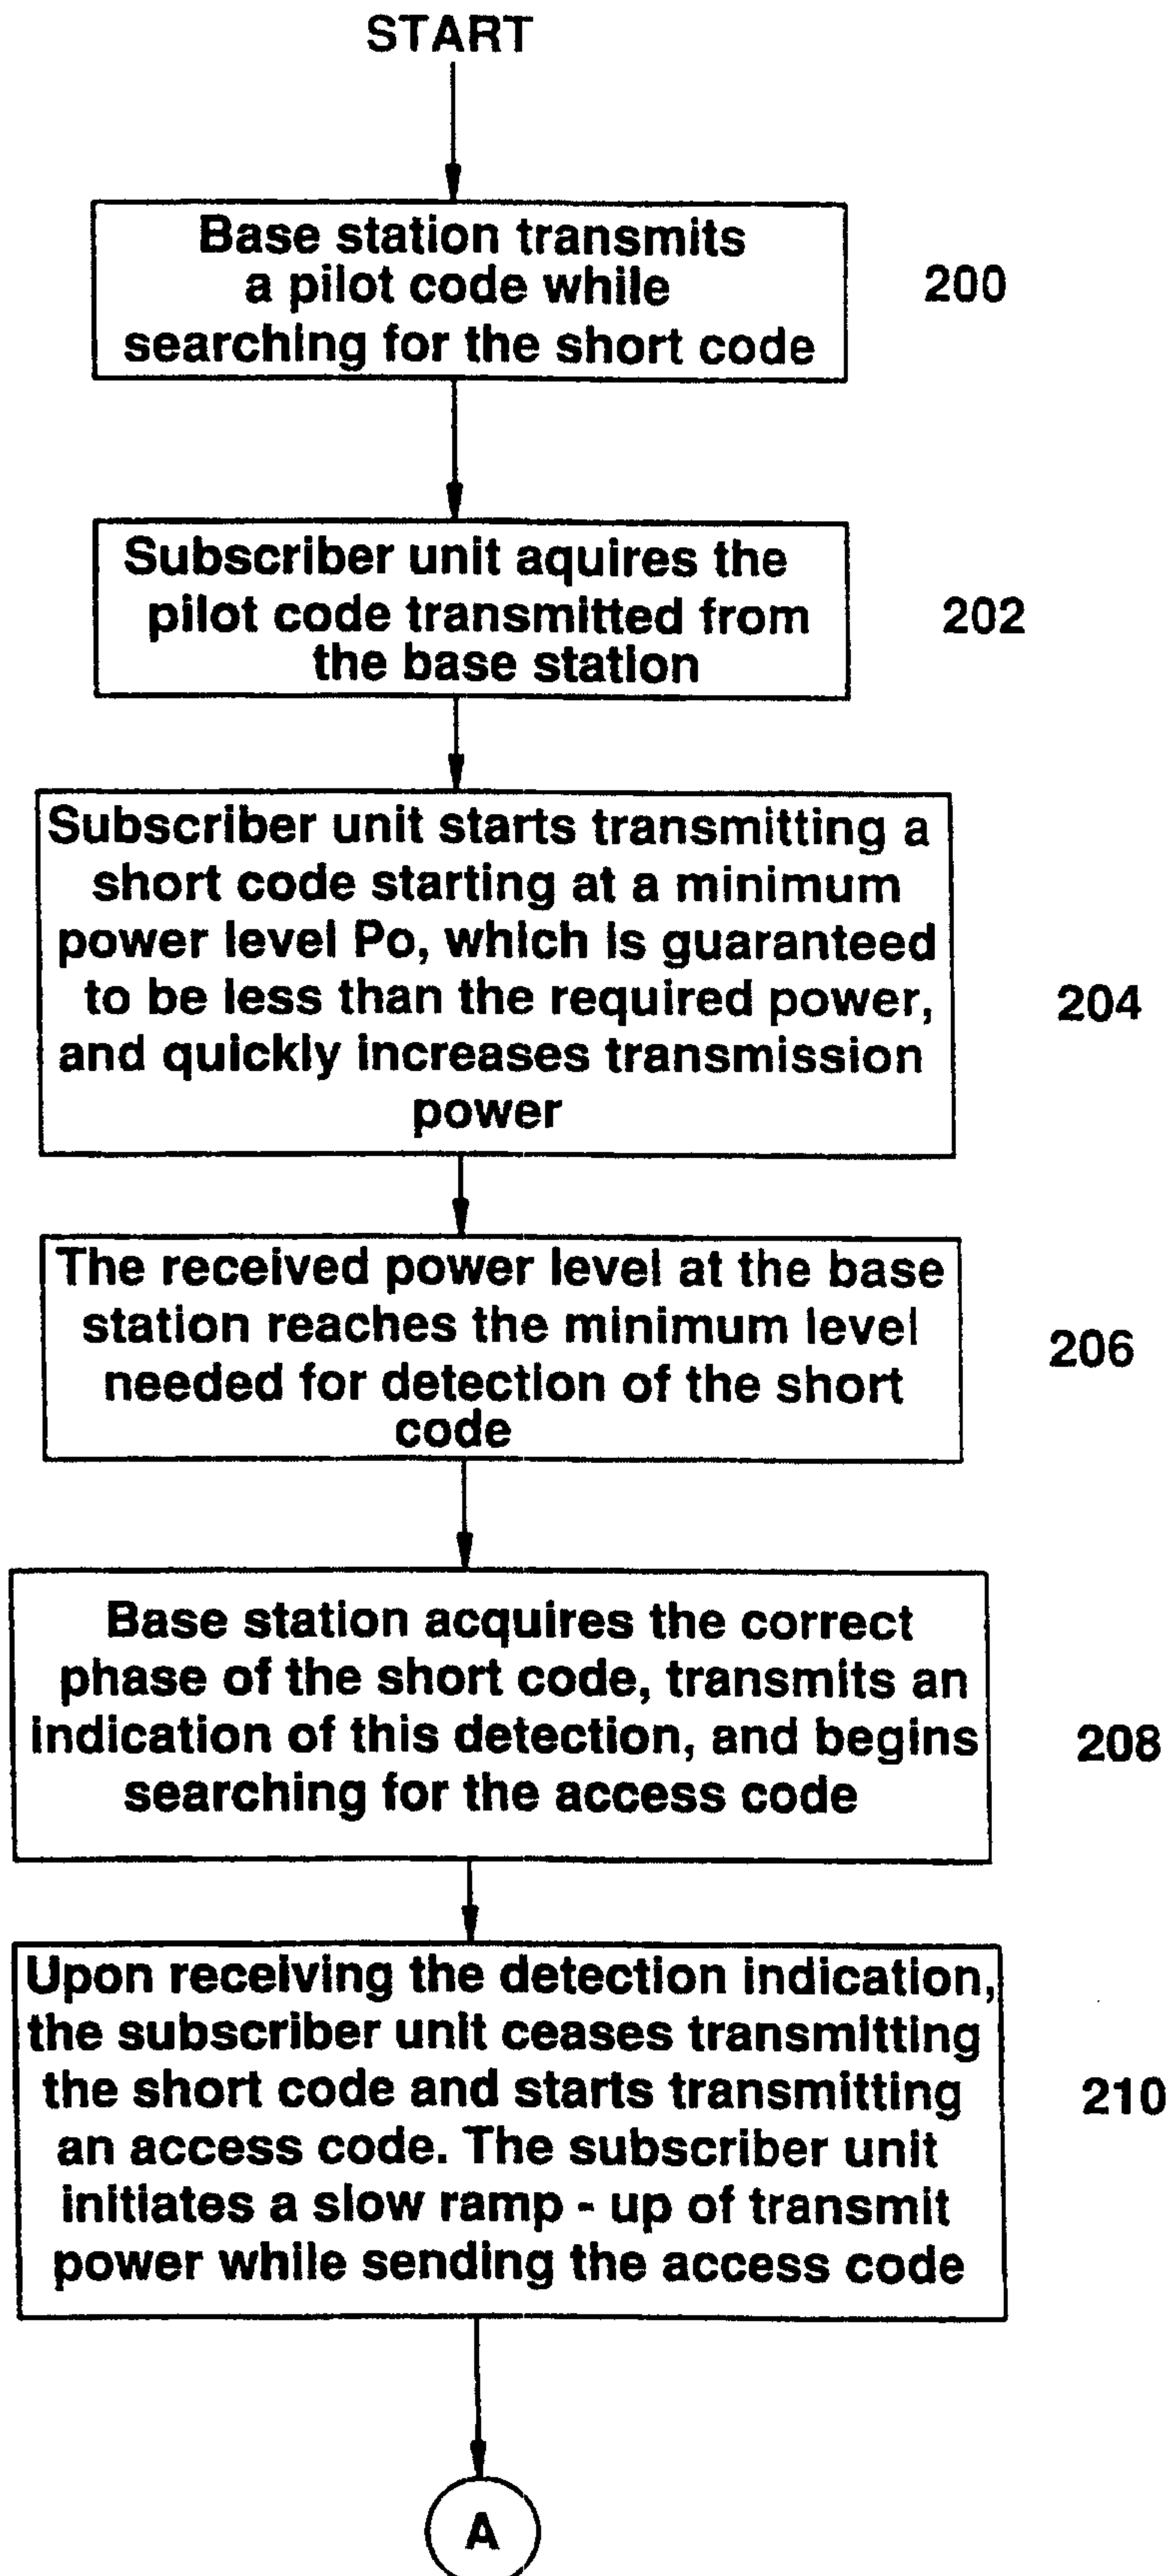 START
Base station transmits
a pilot code while
searching for the short code
200
Subscriber unit aquires the
pilot code transmitted from
the base station
202
Subscriber unit starts transmitting a
short code starting at a minimum
power level Po, which is guaranteed
to be less than the required power,
and quickly increases transmission
power
204
The received power level at the base
station reaches the minimum level
needed for detection of the short
code
206
Base station acquires the correct
phase of the short code, transmits an
indication of this detection, and begins
searching for the access code
208
Upon receiving the detection indication,
the subscriber unit ceases transmitting
the short code and starts transmitting
an access code. The subscriber unit
initiates a slow ramp - up of transmit
power while sending the access code
210
A